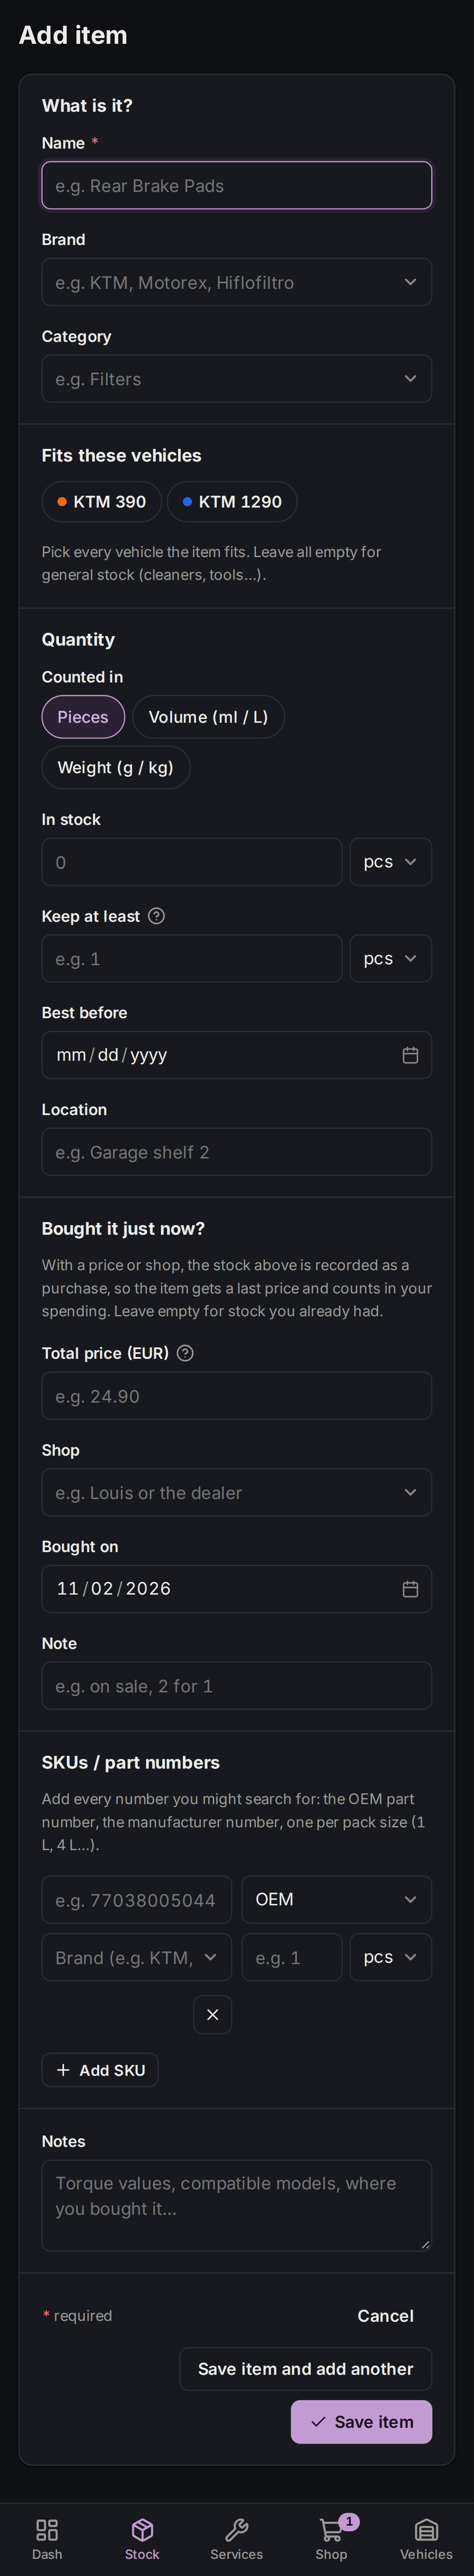 Add item
What is it?
Name *
e.g. Rear Brake Pads
Brand
e.g. KTM, Motorex, Hiflofiltro
Category
e.g. Filters
Fits these vehicles
KTM 390
KTM 1290
Pick every vehicle the item fits. Leave all empty for
general stock (cleaners, tools...).
Quantity
Counted in
Pieces
Volume (ml / L)
Weight (g / kg)
In stock
0
pcs
Keep at least
e.g. 1
pcs
Best before
mm/dd/yyyy
Location
e.g. Garage shelf 2
Bought it just now?
With a price or shop, the stock above is recorded as a
purchase, so the item gets a last price and counts in your
spending. Leave empty for stock you already had.
Total price (EUR)
e.g. 24.90
Shop
e.g. Louis or the dealer
Bought on
11/02/2026
Note
e.g. on sale, 2 for 1
SKUs / part numbers
Add every number you might search for: the OEM part
number, the manufacturer number, one per pack size (1
L, 4 L...).
e.g. 77038005044
OEM
Brand (e.g. KTM,
e.g. 1
pcs
Add SKU
Notes
Torque values, compatible models, where
you bought it...
* required
Cancel
Save item and add another
Save item
1
Dash
Stock
Services
Shop
Vehicles